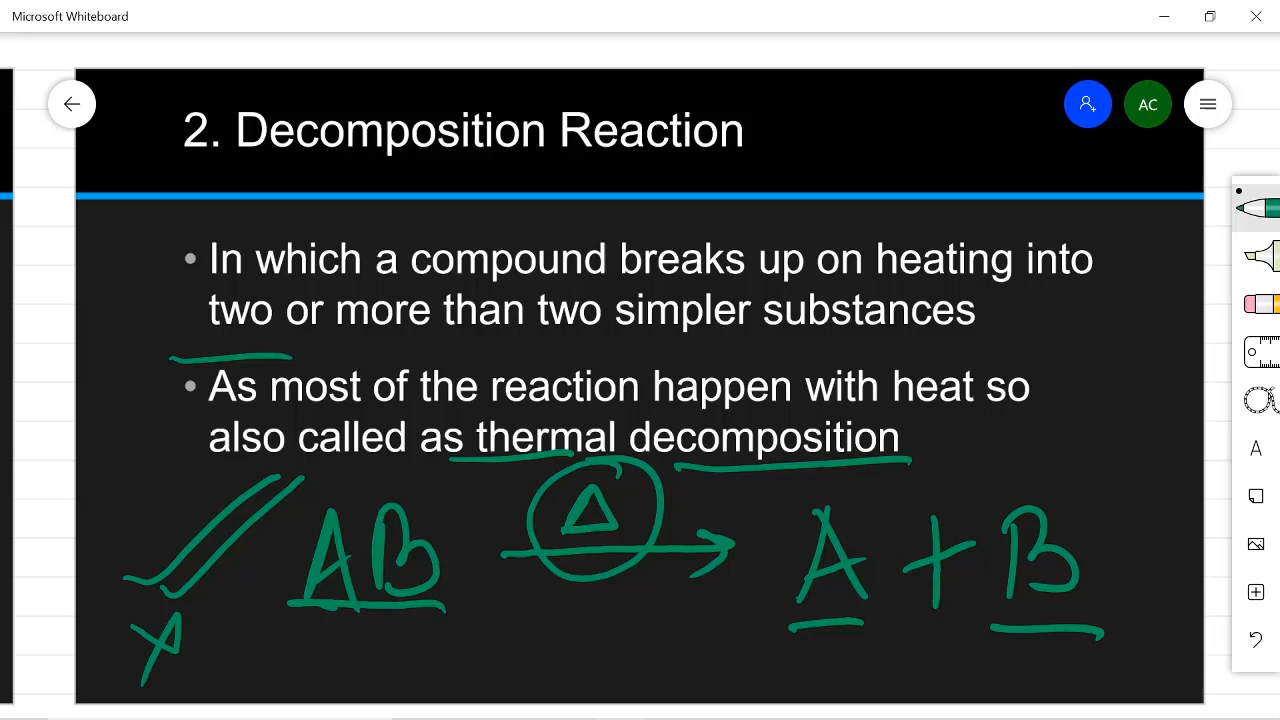 Microsoft Whiteboard
AC
2. Decomposition Reaction
• In which a compound breaks up on heating into
two or more than two simpler substances
• As most of the reaction happen with heat so
also called as thermal decomposition
Δ
AB → A + B
A